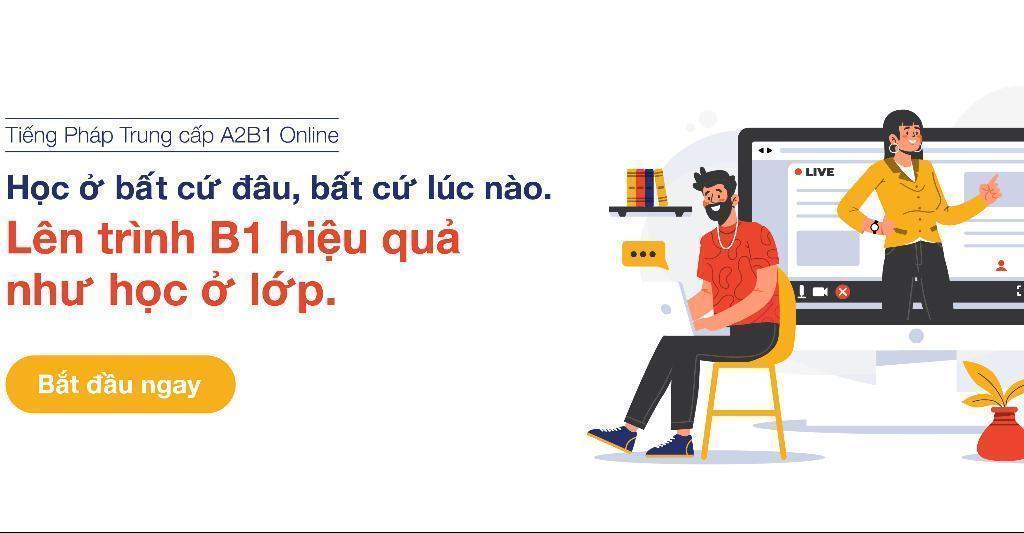 Tiếng Pháp Trung cấp A2B1 Online
Học ở bất cứ đâu, bất cứ lúc nào.
Lên trình B1 hiệu quả
như học ở lớp.
Bắt đầu ngay
LIVE